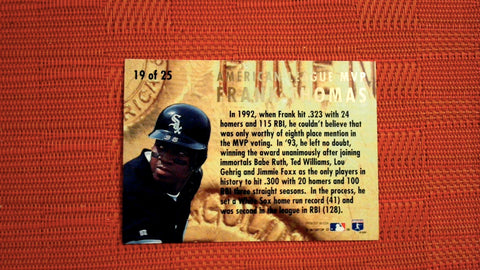 19 of 25
AMERICAN LEAGUE MVP
FRANK THOMAS
In 1992, when Frank hit .323 with 24
homers and 115 RBI, he couldn't believe that
was only worthy of eighth place mention in
the MVP voting. In '93, he left no doubt,
winning the award unanimously after joining
immortals Babe Ruth, Ted Williams, Lou
Gehrig and Jimmie Foxx as the only players in
history to hit .300 with 20 homers and 100
RBI three straight seasons. In the process, he
set a White Sox home run record (41) and
was second in the league in RBI (128).
Sox